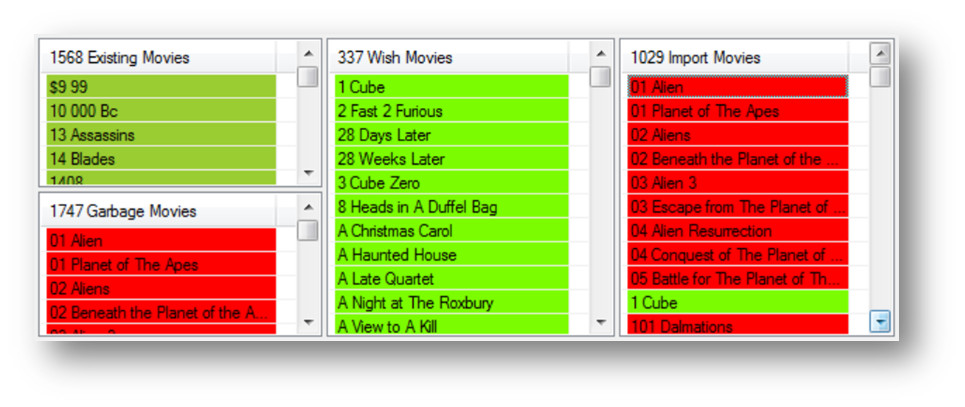 1568 Existing Movies
$9 99
10 000 Bc
13 Assassins
14 Blades
1408
1747 Garbage Movies
01 Alien
01 Planet of The Apes
02 Aliens
02 Beneath the Planet of the A...
03 Alien 3
337 Wish Movies
1 Cube
2 Fast 2 Furious
28 Days Later
28 Weeks Later
3 Cube Zero
8 Heads in A Duffel Bag
A Christmas Carol
A Haunted House
A Late Quartet
A Night at The Roxbury
A View to A Kill
1029 Import Movies
01 Alien
01 Planet of The Apes
02 Aliens
02 Beneath the Planet of the ...
03 Alien 3
03 Escape from The Planet of ...
04 Alien Resurrection
04 Conquest of The Planet of ...
05 Battle for The Planet of Th...
1 Cube
101 Dalmations